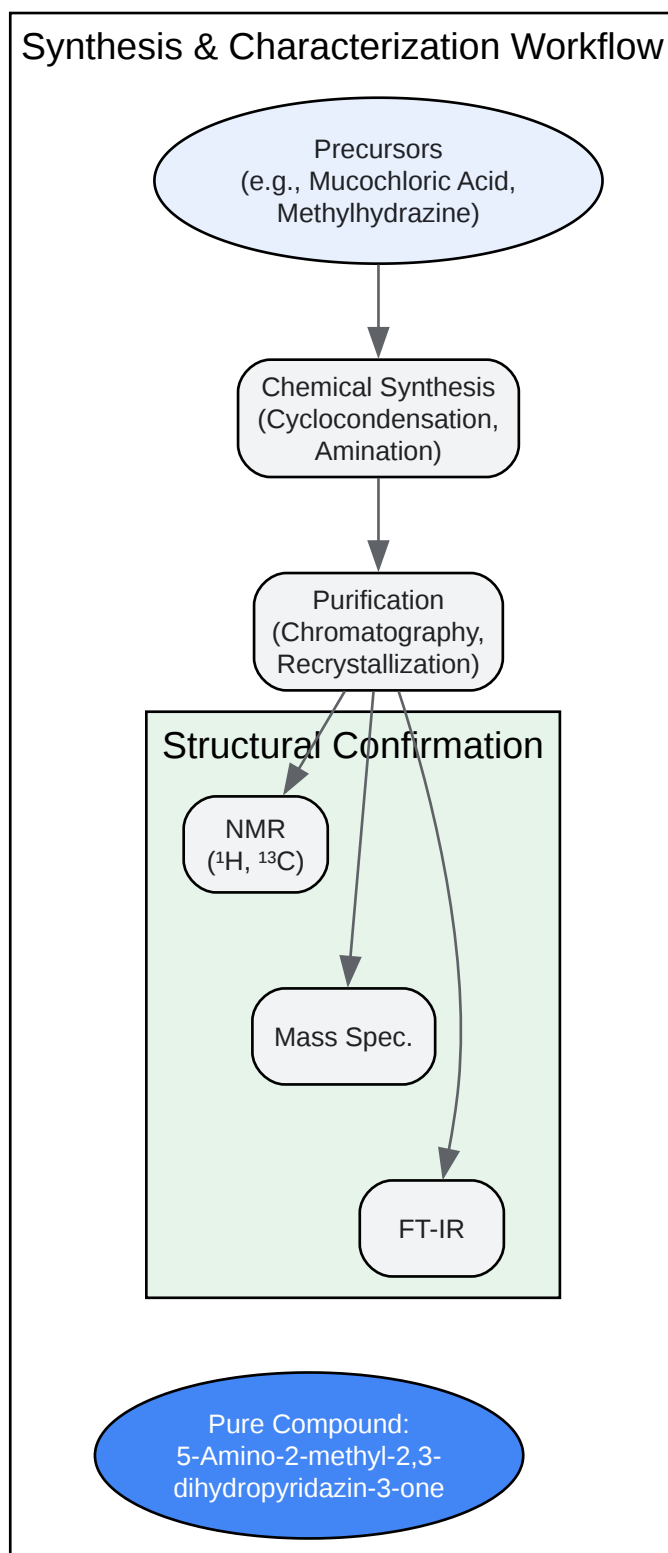 Synthesis & Characterization Workflow
Precursors
(e.g., Mucochloric Acid,
Methylhydrazine)
Chemical Synthesis
(Cyclocondensation,
Amination)
Purification
(Chromatography,
Recrystallization)
Structural Confirmation
NMR
(¹H, ¹³C)
Mass Spec.
FT-IR
Pure Compound:
5-Amino-2-methyl-2,3-
dihydropyridazin-3-one